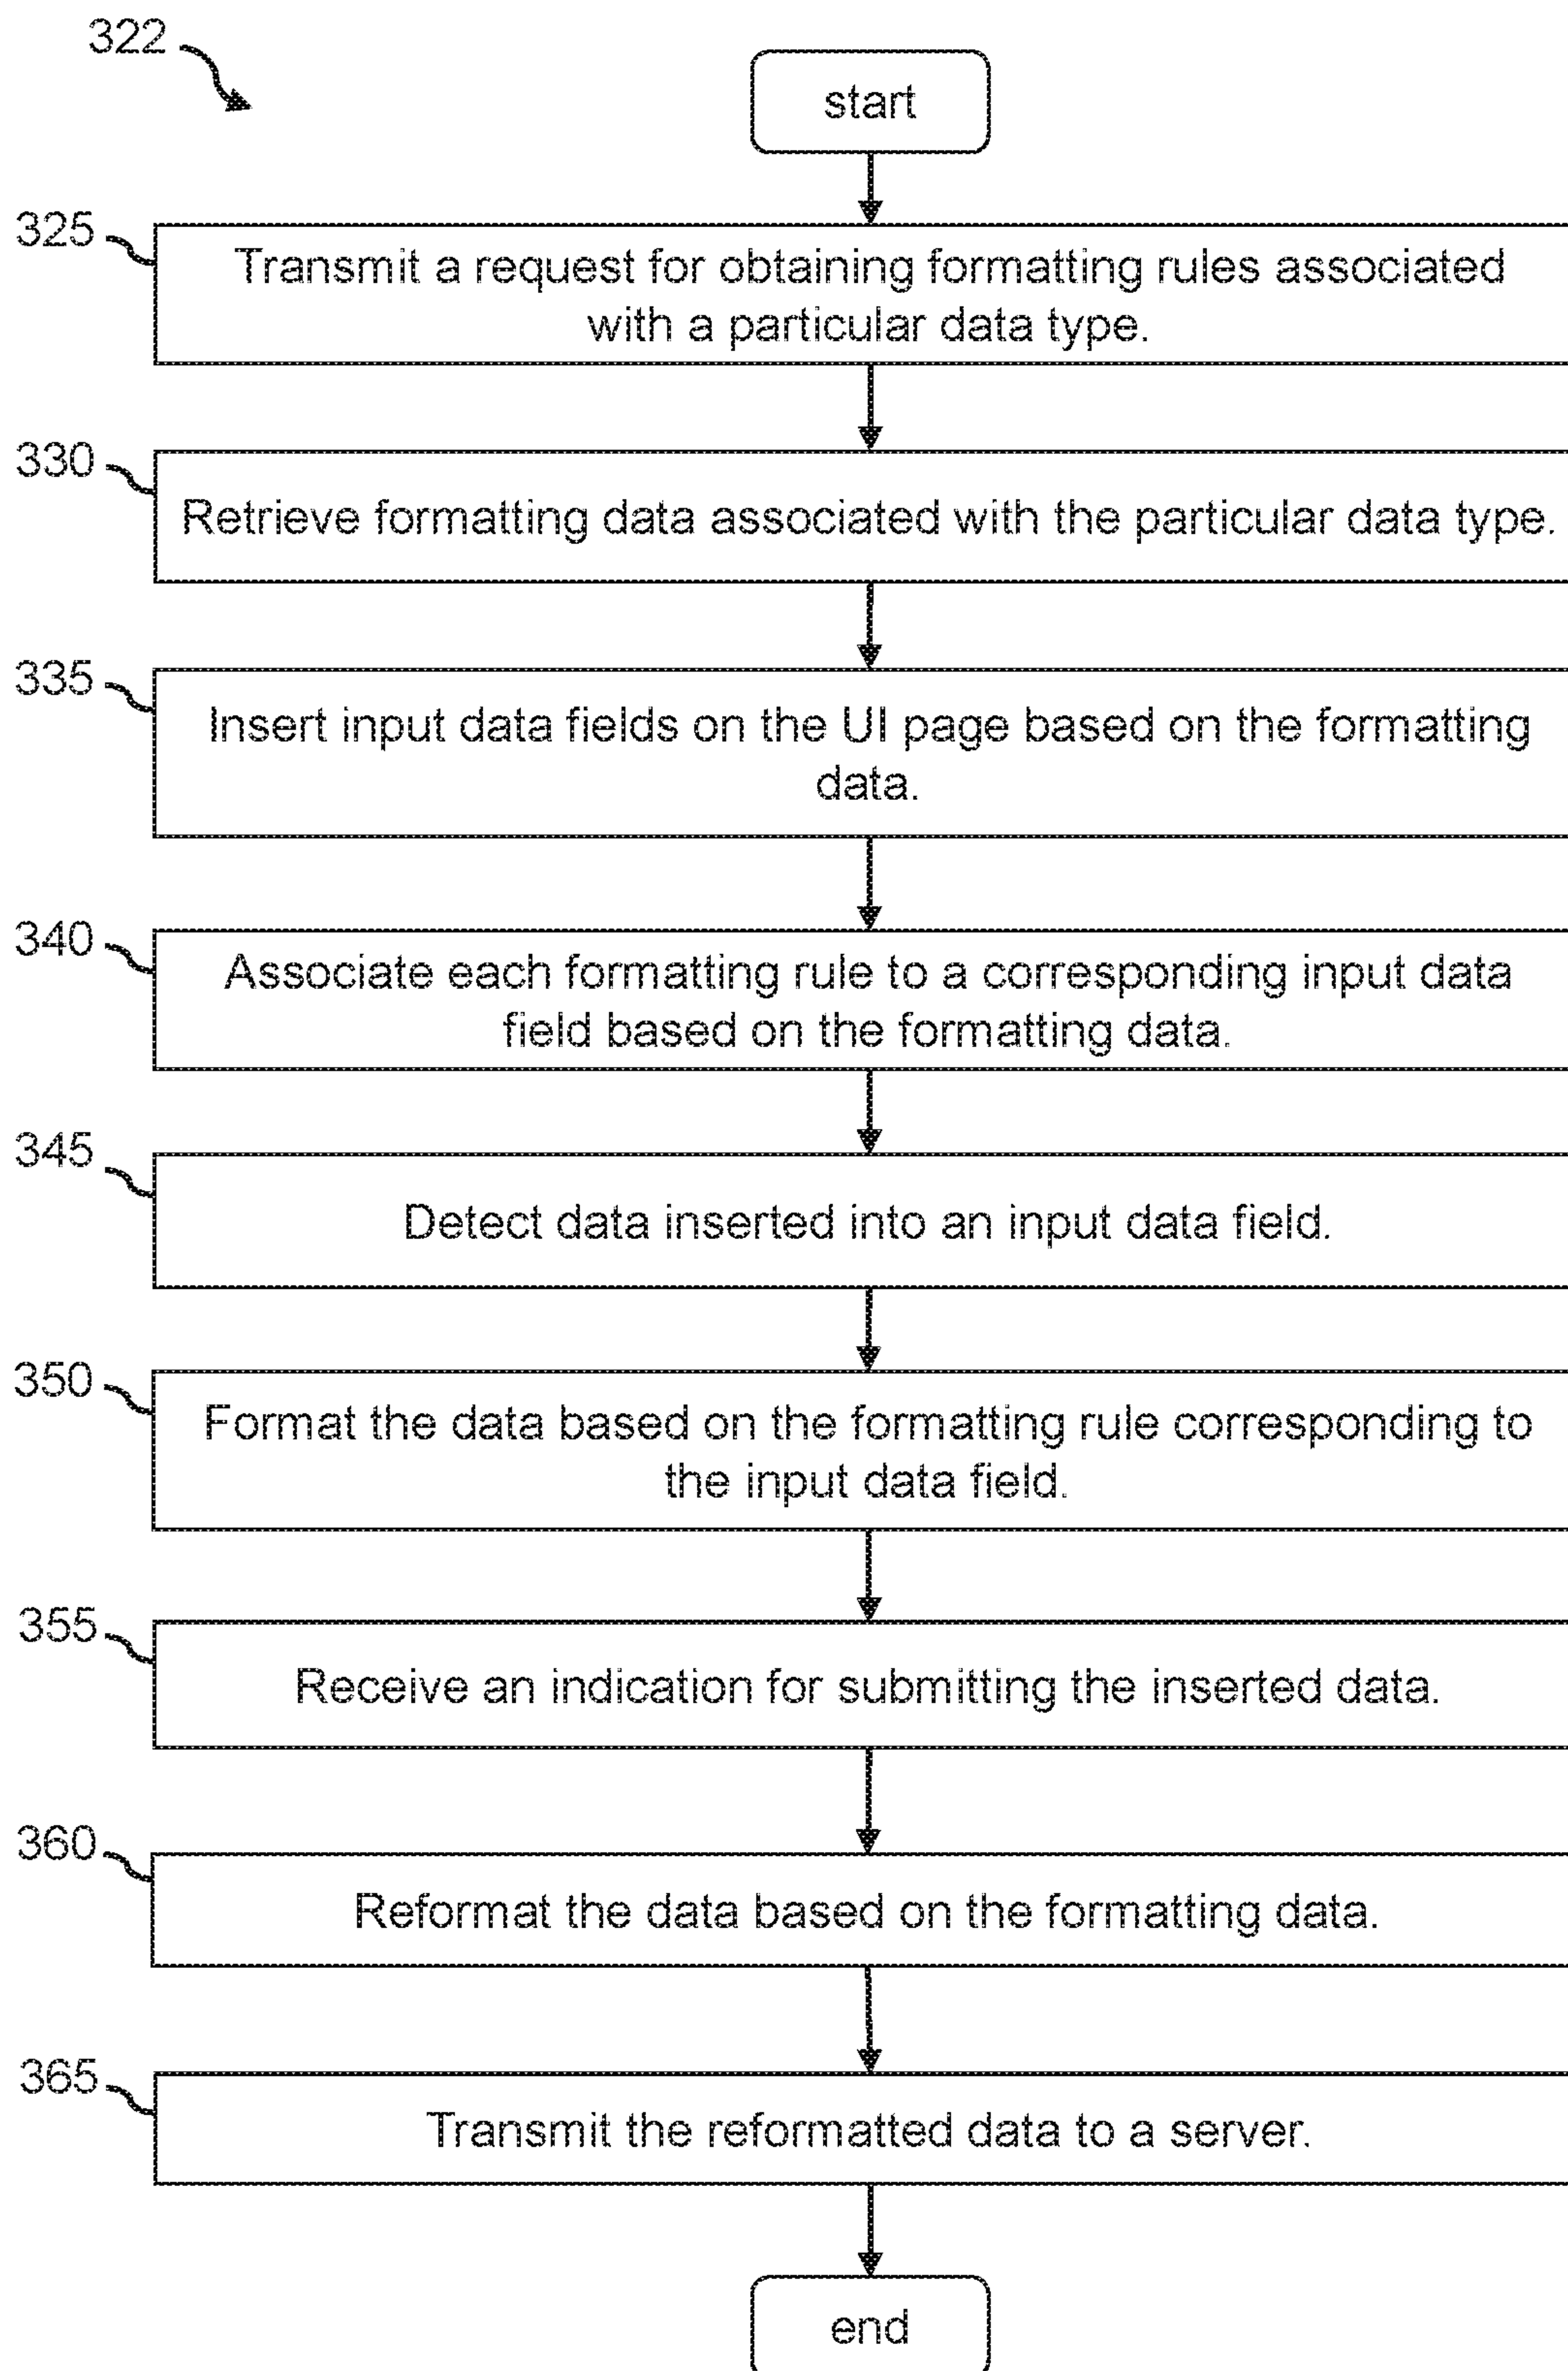 322
start
325
Transmit a request for obtaining formatting rules associated
with a particular data type.
330
Retrieve formatting data associated with the particular data type.
335
Insert input data fields on the UI page based on the formatting
data.
340
Associate each formatting rule to a corresponding input data
field based on the formatting data.
345
Detect data inserted into an input data field.
350
Format the data based on the formatting rule corresponding to
the input data field.
355
Receive an indication for submitting the inserted data.
360
Reformat the data based on the formatting data.
365
Transmit the reformatted data to a server.
end